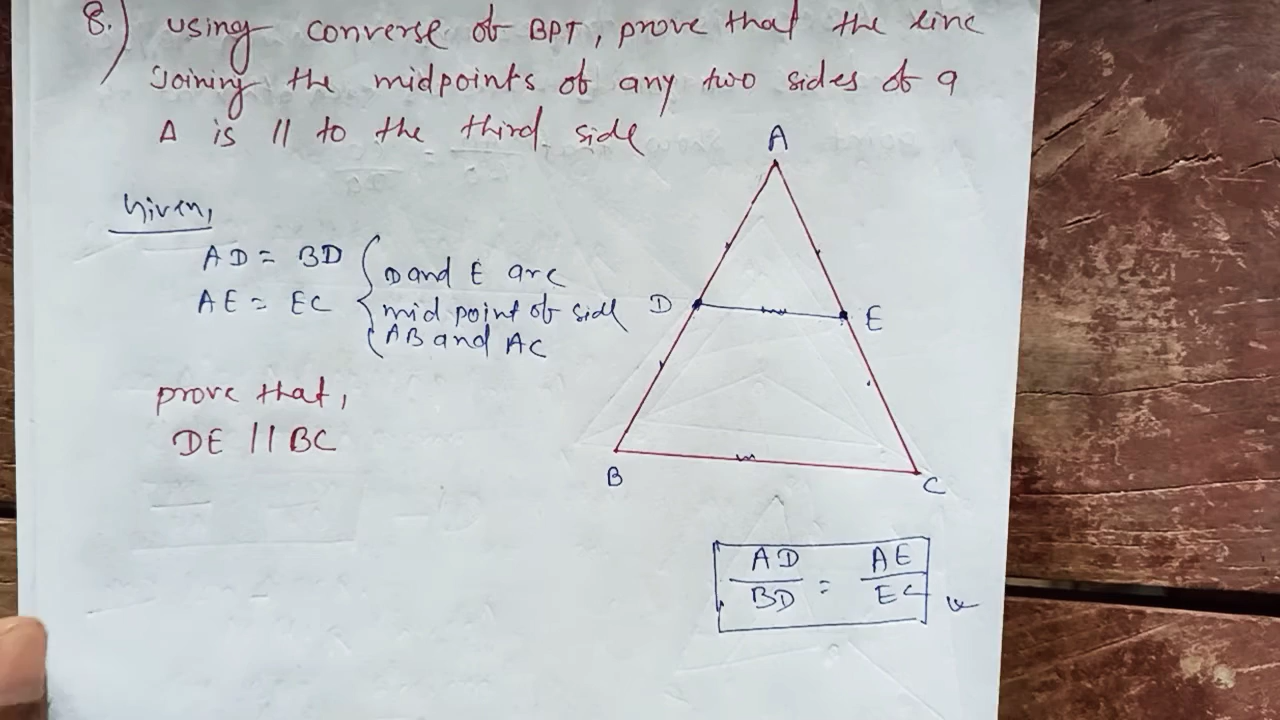 8.) using converse of BPT, prove that the line
Joining the midpoints of any two sides of a
Δ is || to the third side
Given,
AD = BD
AE = EC
{ D and E are
mid point of side
AB and AC
prove that,
DE || BC
A
D
E
B
C
AD/BD = AE/EC